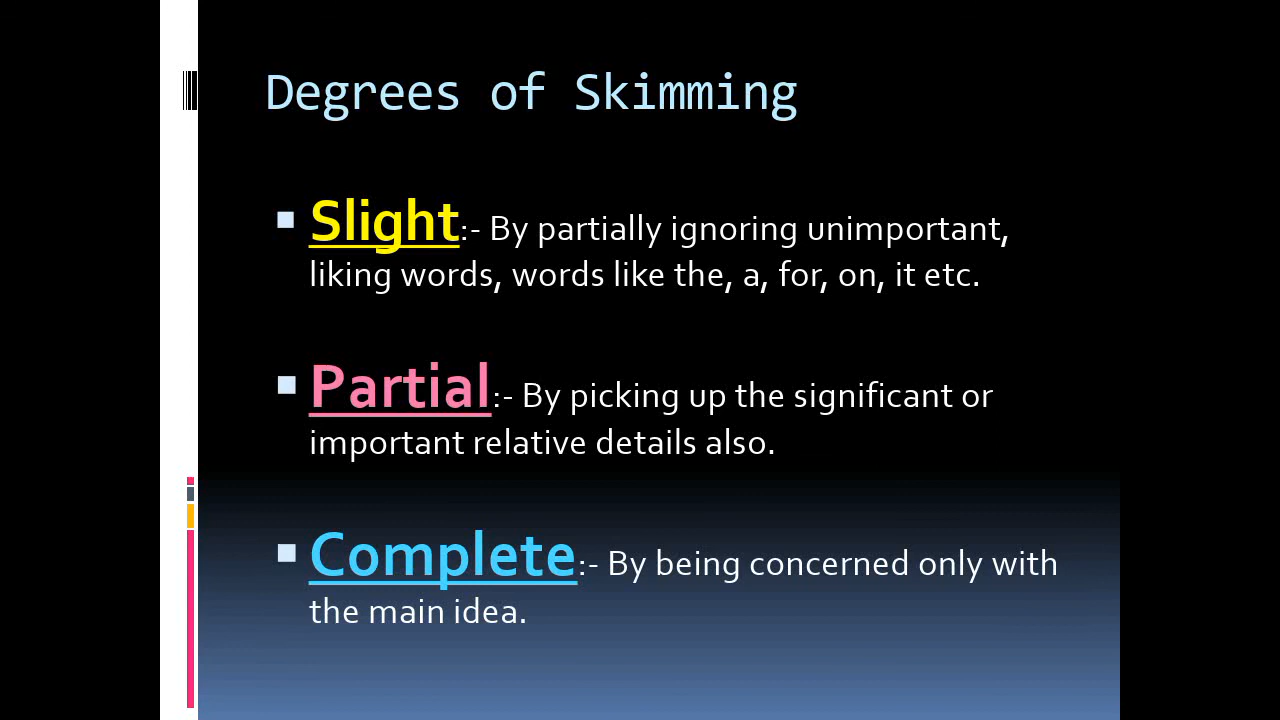 Degrees of Skimming
Slight:- By partially ignoring unimportant,
liking words, words like the, a, for, on, it etc.
Partial:- By picking up the significant or
important relative details also.
Complete:- By being concerned only with
the main idea.